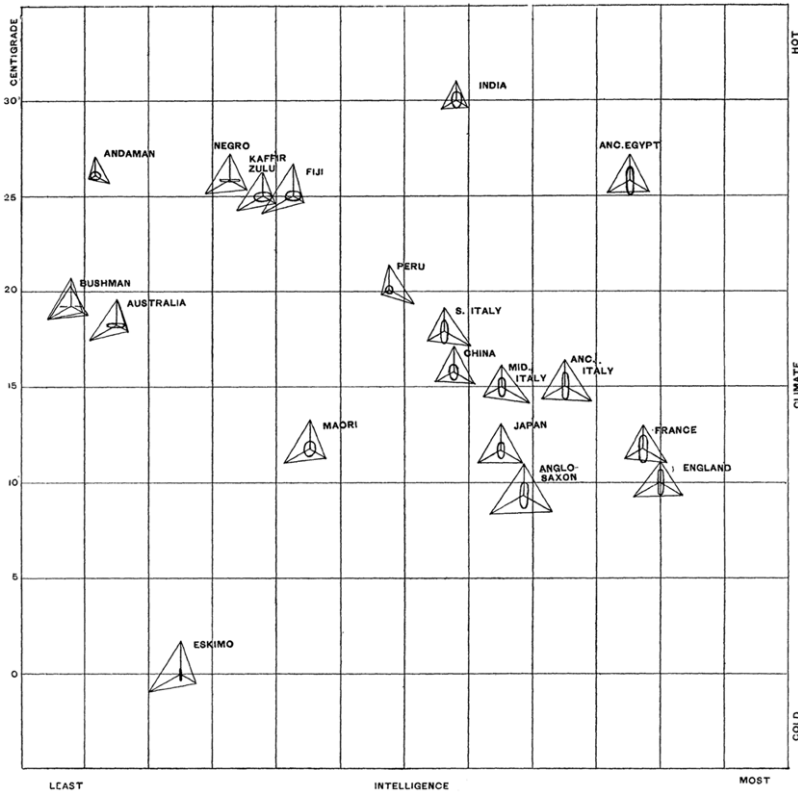 CENTIGRADE
HOT
INDIA
30°
NEGRO
ANC. EGYPT
ANDAMAN
KAFFIR
ZULU
FIJI
25
PERU
20
BUSHMAN
AUSTRALIA
S. ITALY
CHINA
MID.
ITALY
ANC.
ITALY
15
CLIMATE
MAORI
JAPAN
FRANCE
ANGLO-
SAXON
ENGLAND
10
5
ESKIMO
0
COLD
LEAST
INTELLIGENCE
MOST